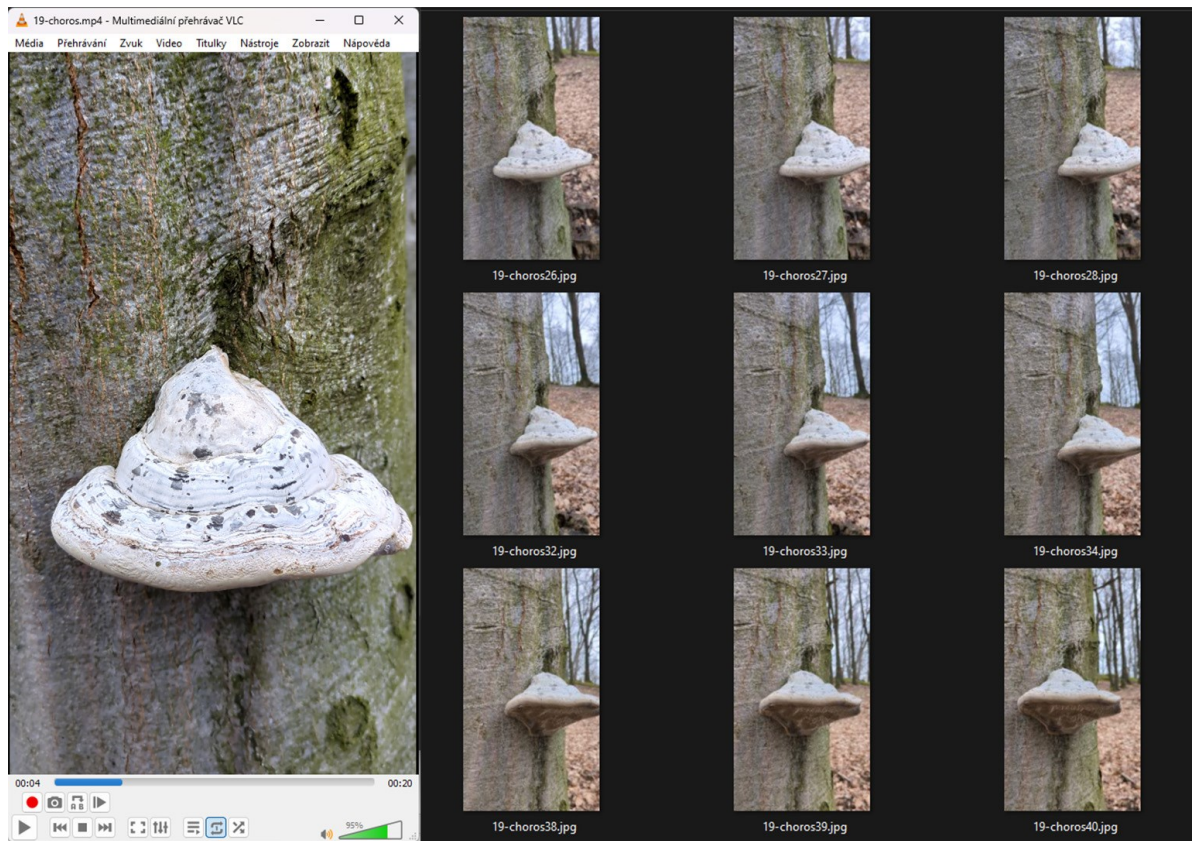 19-choros.mp4 - Multimediální přehrávač VLC
Média Přehrávání Zvuk Video Titulky Nástroje Zobrazit Nápověda
00:04 00:20
A B
95%
19-choros26.jpg 19-choros27.jpg 19-choros28.jpg
19-choros32.jpg 19-choros33.jpg 19-choros34.jpg
19-choros38.jpg 19-choros39.jpg 19-choros40.jpg